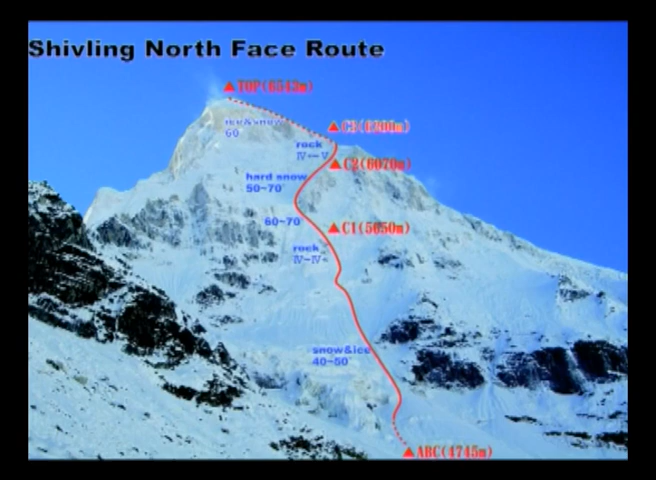 Shivling North Face Route
TOP(6543m)
ice&snow
60
C3(6200m)
rock
Ⅳ~Ⅴ
C2(6070m)
hard snow
50~70°
60~70°
C1(5650m)
rock
Ⅳ~Ⅳ+
snow&ice
40~50
ABC(4745m)